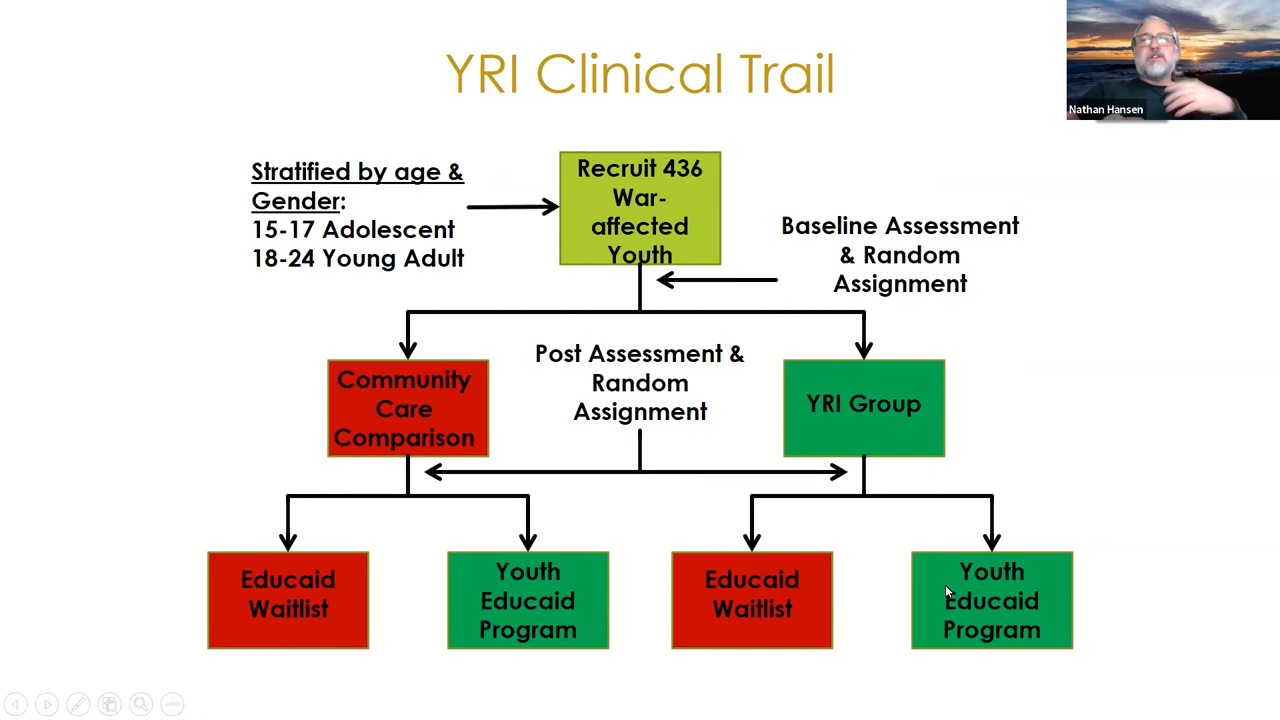 YRI Clinical Trail
Nathan Hansen
Stratified by age &
Gender:
15-17 Adolescent
18-24 Young Adult
Recruit 436
War-
affected
Youth
Baseline Assessment
& Random
Assignment
Community
Care
Comparison
Post Assessment &
Random
Assignment
YRI Group
Educaid
Waitlist
Youth
Educaid
Program
Educaid
Waitlist
Youth
Educaid
Program